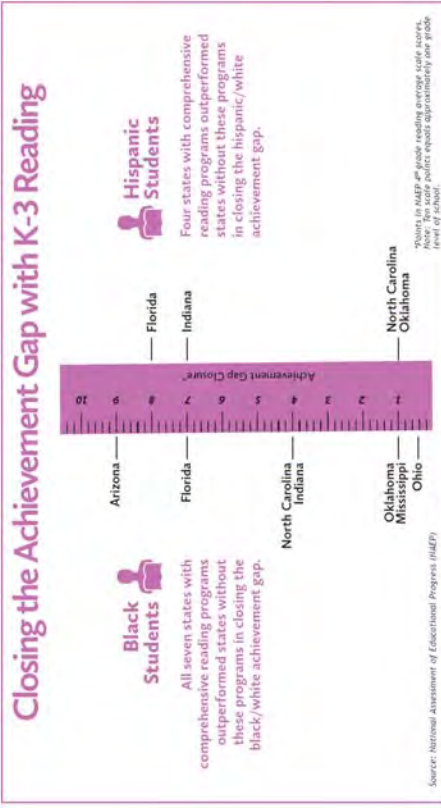 Closing the Achievement Gap with K-3 Reading
Black
Students
All seven states with
comprehensive reading programs
outperformed states without
these programs in closing the
black/white achievement gap.
Arizona
Florida
North Carolina
Indiana
Oklahoma
Mississippi
Ohio
10
9
8
7
6
5
4
3
2
1
Achievement Gap Closure*
Florida
Indiana
North Carolina
Oklahoma
Hispanic
Students
Four states with comprehensive
reading programs outperformed
states without these programs
in closing the hispanic/white
achievement gap.
Source: National Assessment of Educational Progress (NAEP)
*Points in NAEP 4th grade reading average scale scores.
Note: Ten scale points equals approximately one grade
level of school.